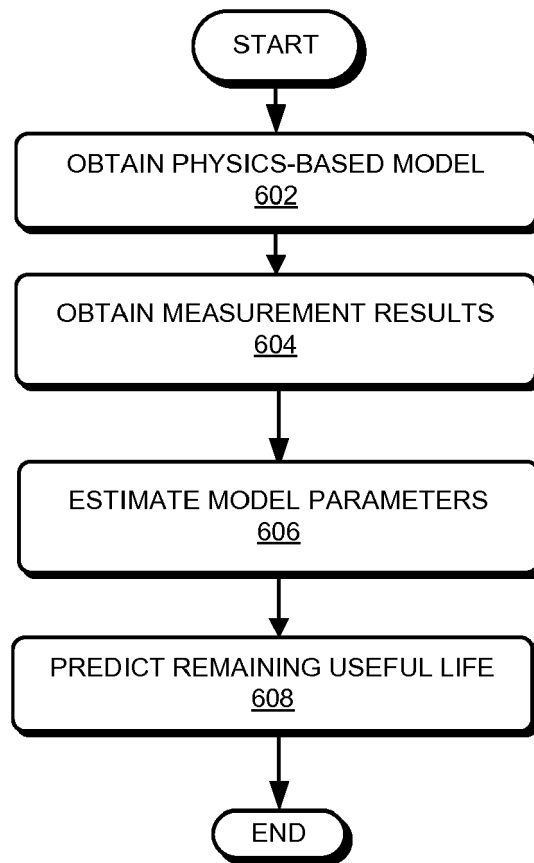 START
OBTAIN PHYSICS-BASED MODEL
602
OBTAIN MEASUREMENT RESULTS
604
ESTIMATE MODEL PARAMETERS
606
PREDICT REMAINING USEFUL LIFE
608
END